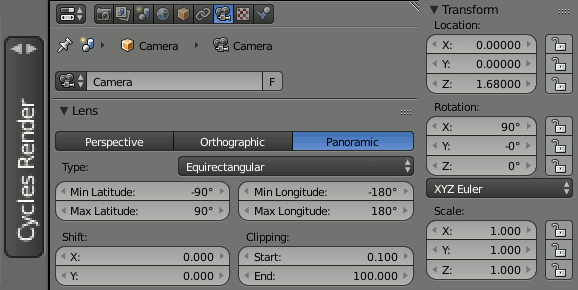 Cycles Render
Camera Camera
Camera F
Lens
Perspective Orthographic Panoramic
Type: Equirectangular
Min Latitude: -90° Min Longitude: -180°
Max Latitude: 90° Max Longitude: 180°
Shift: Clipping:
X: 0.000 Start: 0.100
Y: 0.000 End: 100.000
Transform
Location:
X: 0.00000
Y: 0.00000
Z: 1.68000
Rotation:
X: 90°
Y: -0°
Z: 0°
XYZ Euler
Scale:
X: 1.000
Y: 1.000
Z: 1.000